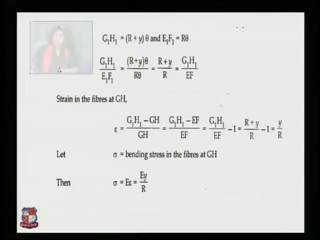 G₁H₁ = (R + y) θ and E₁F₁ = Rθ
G₁H₁/E₁F₁ = (R+y)θ/Rθ = R + y/R = G₁H₁/EF
Strain in the fibres at GH,
ε = G₁H₁ − GH/GH = G₁H₁ − EF/EF = G₁H₁/EF − 1 = R + y/R − 1 = y/R
Let σ = bending stress in the fibres at GH
Then σ = Eε = Ey/R